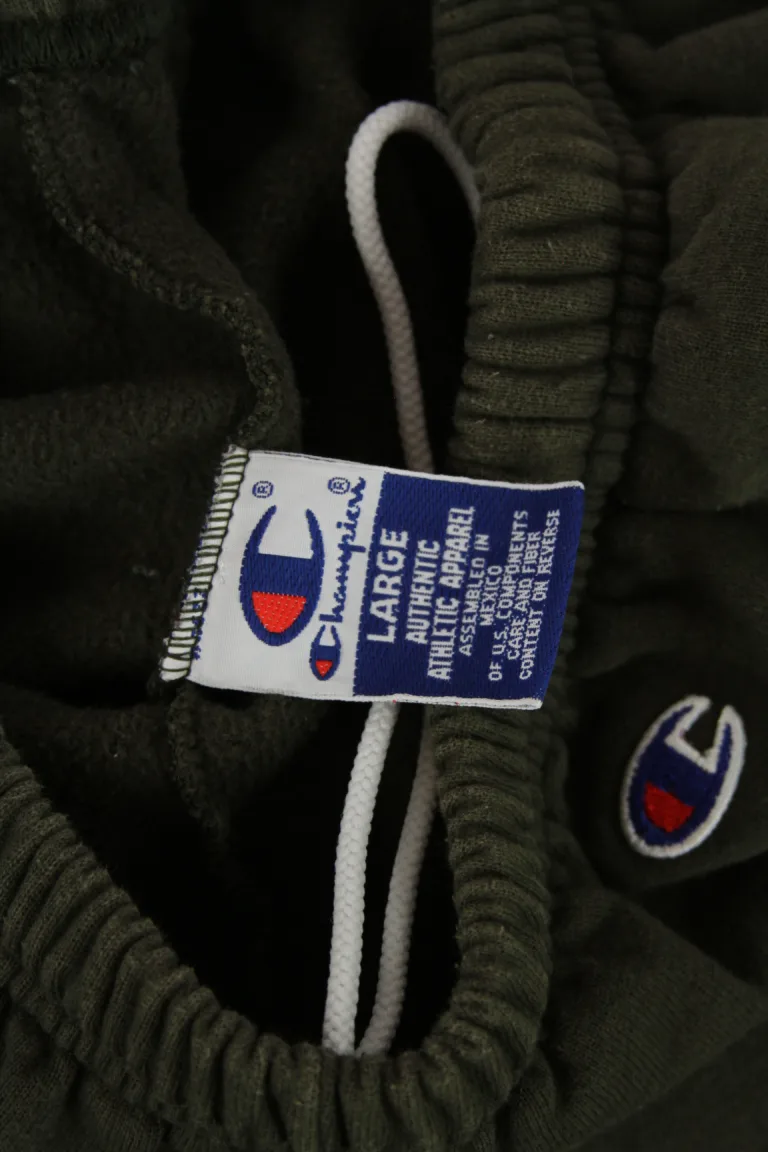 ®
Champion®
LARGE
AUTHENTIC
ATHLETIC APPAREL
ASSEMBLED IN
MEXICO
OF U.S. COMPONENTS
CARE AND FIBER
CONTENT ON REVERSE